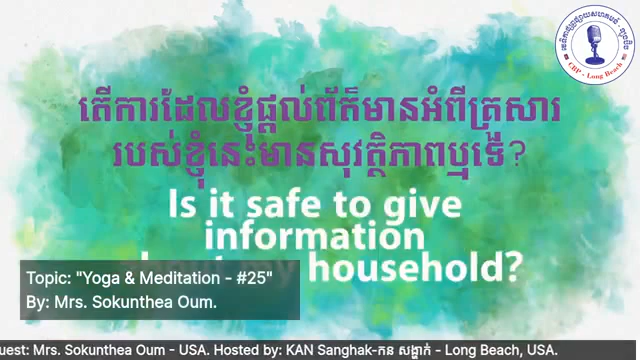 CBP - Long Beach
តើការដែលខ្ញុំផ្តល់ព័ត៌មានអំពីគ្រួសារ
របស់ខ្ញុំនេះមានសុវត្ថិភាពឬទេ?
Is it safe to give
information
household?
Topic: "Yoga & Meditation - #25"
By: Mrs. Sokunthea Oum.
Mrs. Sokunthea Oum - USA. Hosted by: KAN Sanghak-កន សង្ហាក់ - Long Beach, USA.